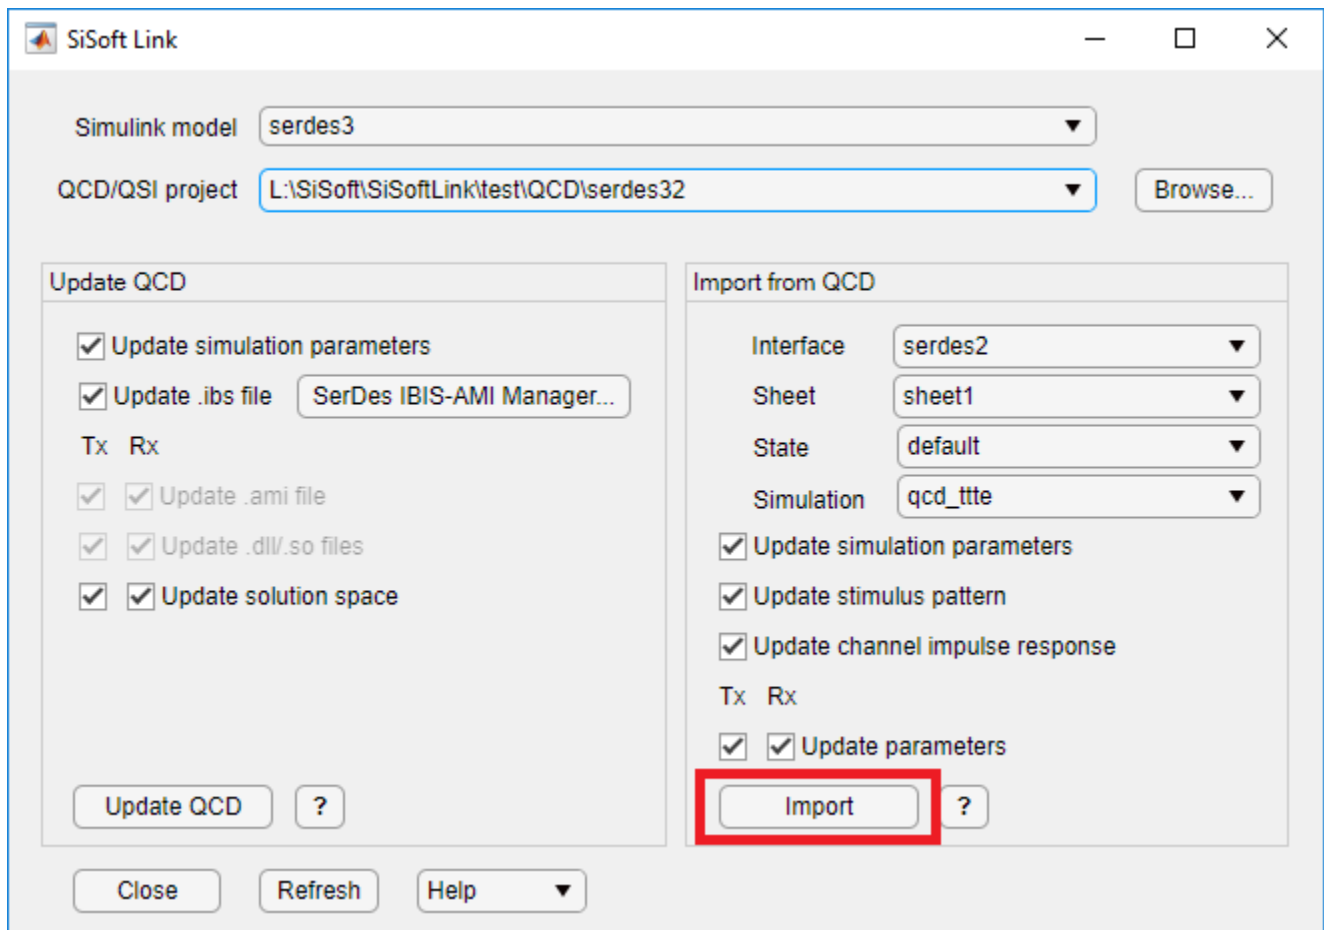 SiSoft Link
Simulink model serdes3
QCD/QSI project L:\SiSoft\SiSoftLink\test\QCD\serdes32 Browse...
Update QCD
Update simulation parameters
Update .ibs file SerDes IBIS-AMI Manager...
Tx Rx
Update .ami file
Update .dll/.so files
Update solution space
Update QCD ?
Import from QCD
Interface serdes2
Sheet sheet1
State default
Simulation qcd_ttte
Update simulation parameters
Update stimulus pattern
Update channel impulse response
Tx Rx
Update parameters
Import ?
Close Refresh Help